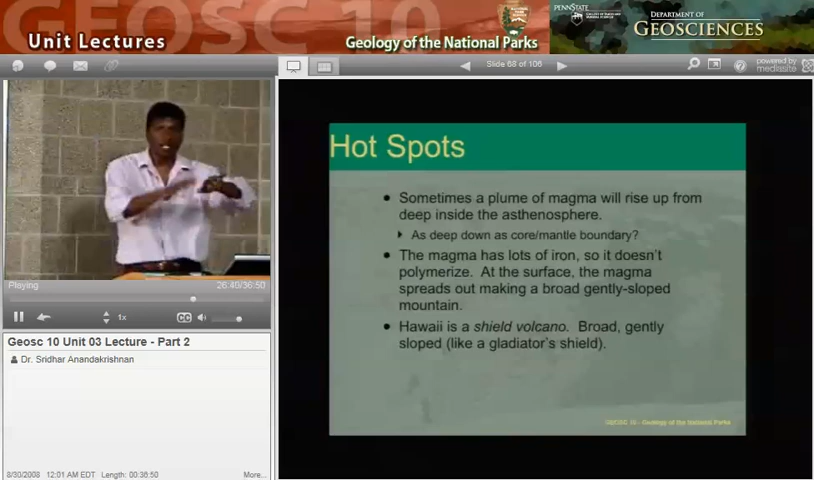 GEOSC 10
Unit Lectures
Geology of the National Parks
PENNSTATE
DEPARTMENT OF
GEOSCIENCES
Slide 68 of 106
powered by
mediasite
Playing
26:40/36:50
1x
CC
Geosc 10 Unit 03 Lecture - Part 2
Dr. Sridhar Anandakrishnan
8/30/2008 12:01 AM EDT Length: 00:36:50
More...
Hot Spots
• Sometimes a plume of magma will rise up from
deep inside the asthenosphere.
As deep down as core/mantle boundary?
• The magma has lots of iron, so it doesn't
polymerize. At the surface, the magma
spreads out making a broad gently-sloped
mountain.
• Hawaii is a shield volcano. Broad, gently
sloped (like a gladiator's shield).
GEOSC 10 - Geology of the National Parks